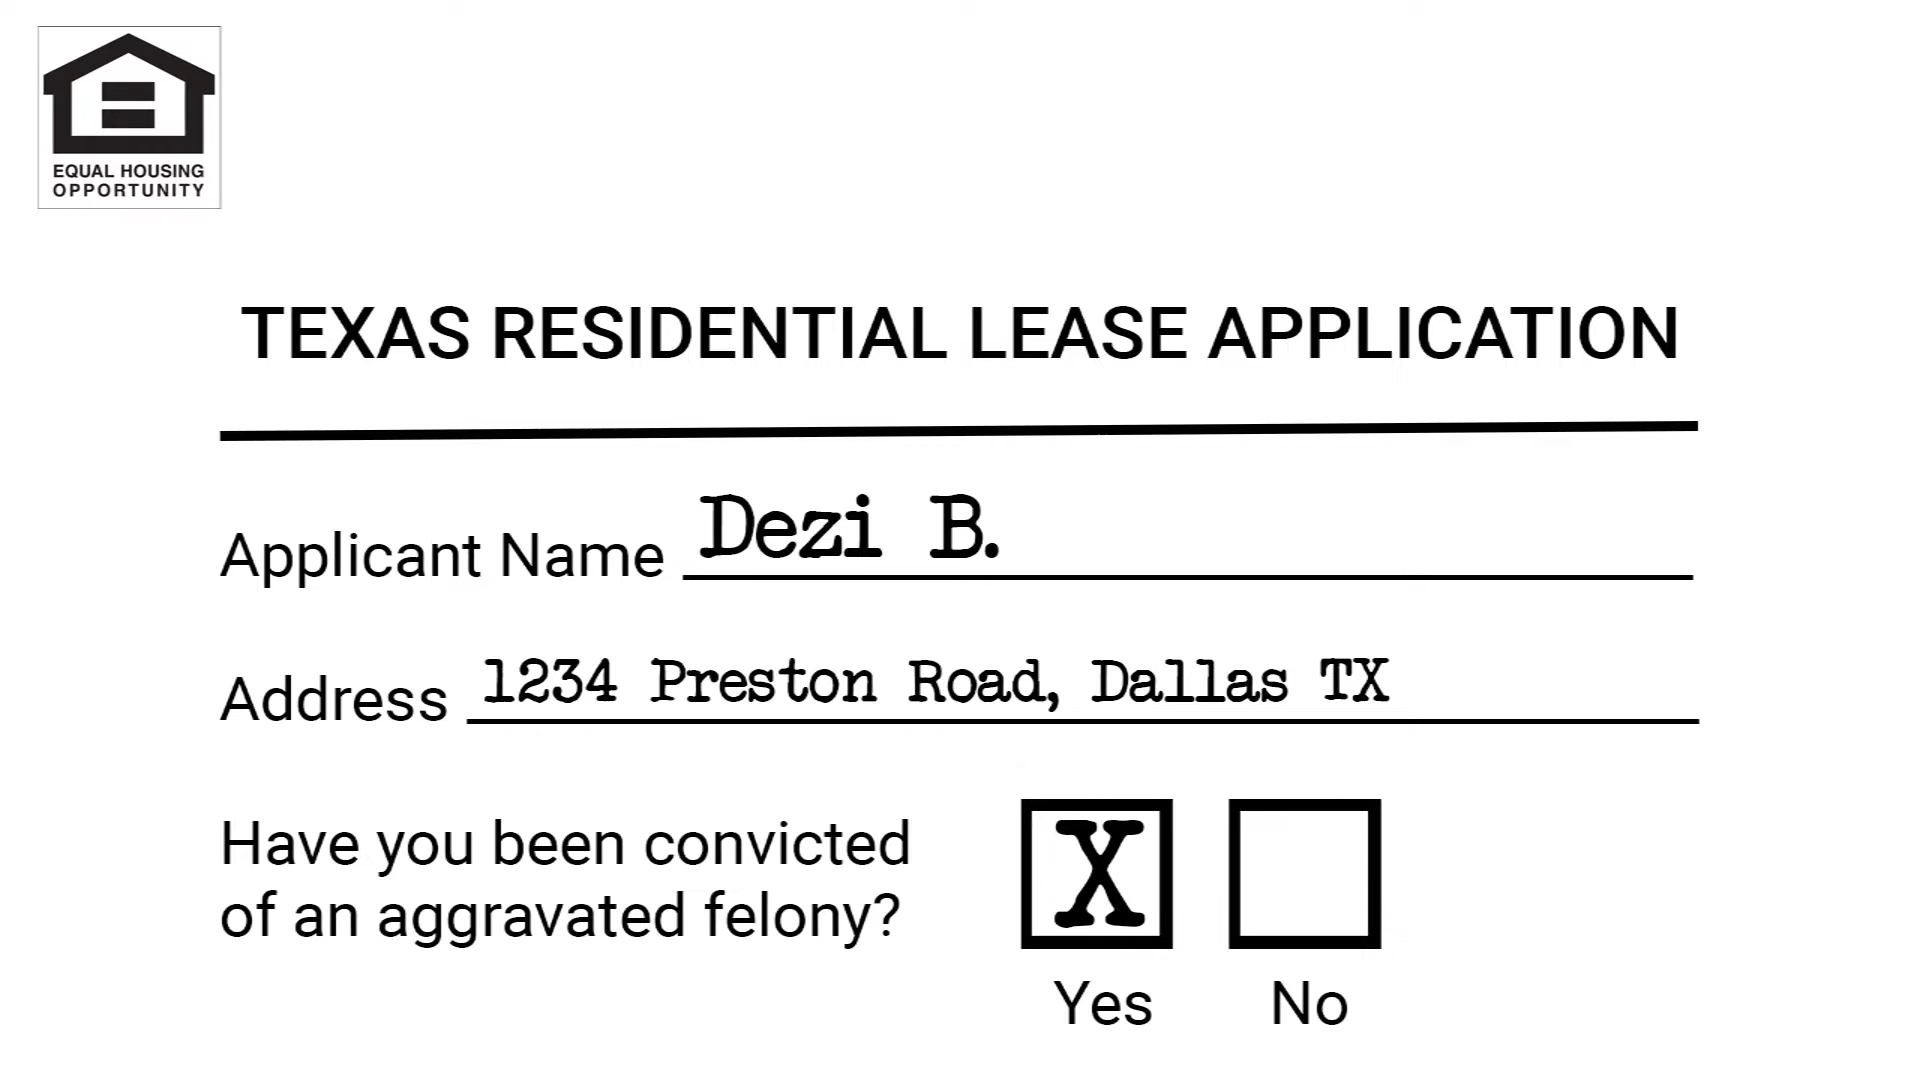 EQUAL HOUSING
OPPORTUNITY
TEXAS RESIDENTIAL LEASE APPLICATION
Applicant Name Dezi B.
Address 1234 Preston Road, Dallas TX
Have you been convicted
of an aggravated felony?
X
Yes No